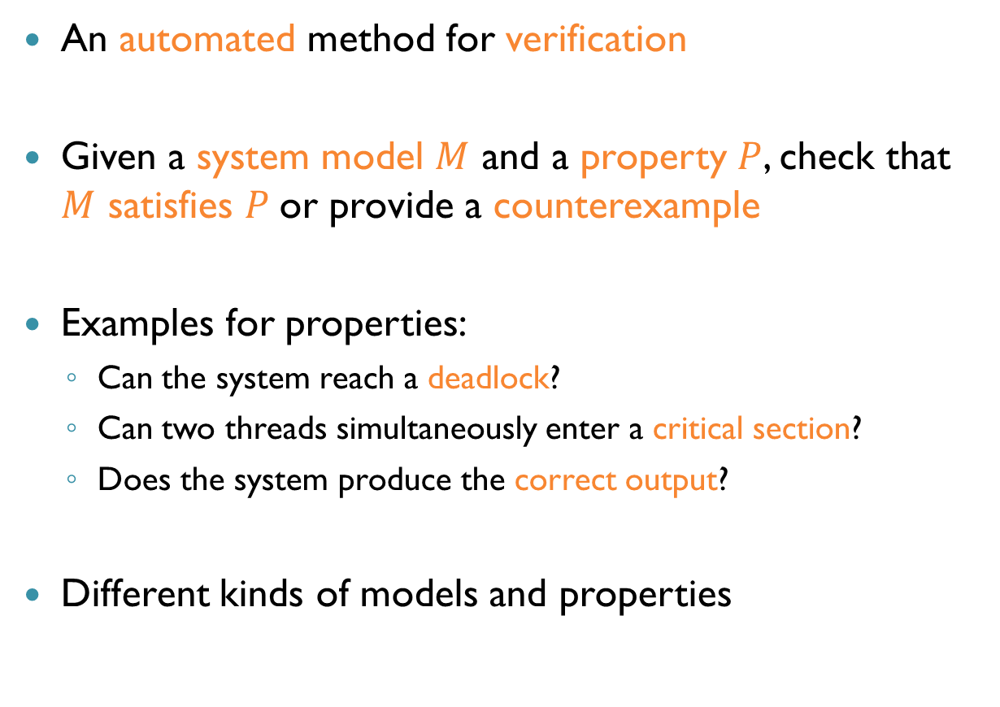 • An automated method for verification
• Given a system model M and a property P, check that
M satisfies P or provide a counterexample
• Examples for properties:
◦ Can the system reach a deadlock?
◦ Can two threads simultaneously enter a critical section?
◦ Does the system produce the correct output?
• Different kinds of models and properties